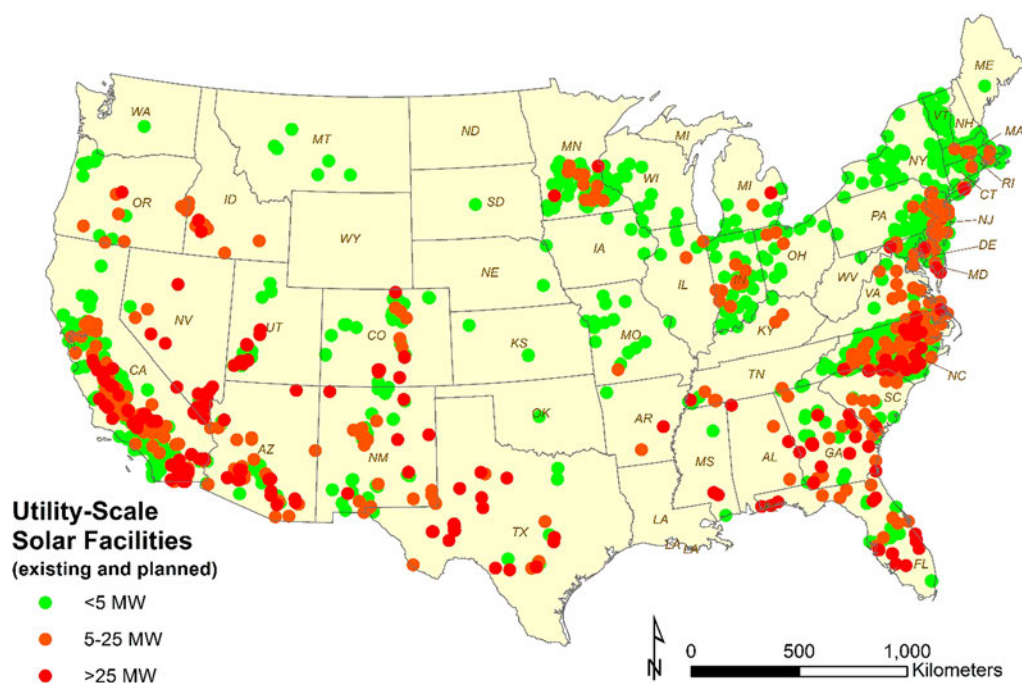 ME
WA
MT
ND
MN
MI
VT
NH
MA
NY
WI
MI
RI
CT
OR
ID
SD
PA
NJ
WY
IA
OH
DE
NE
IL
IN
WV
MD
NV
UT
CO
VA
KS
MO
KY
CA
NC
TN
OK
AR
SC
AZ
NM
MS
AL
GA
TX
LA
LA
LA
FL
Utility-Scale
Solar Facilities
(existing and planned)
<5 MW
5-25 MW
>25 MW
N
0 500 1,000
Kilometers